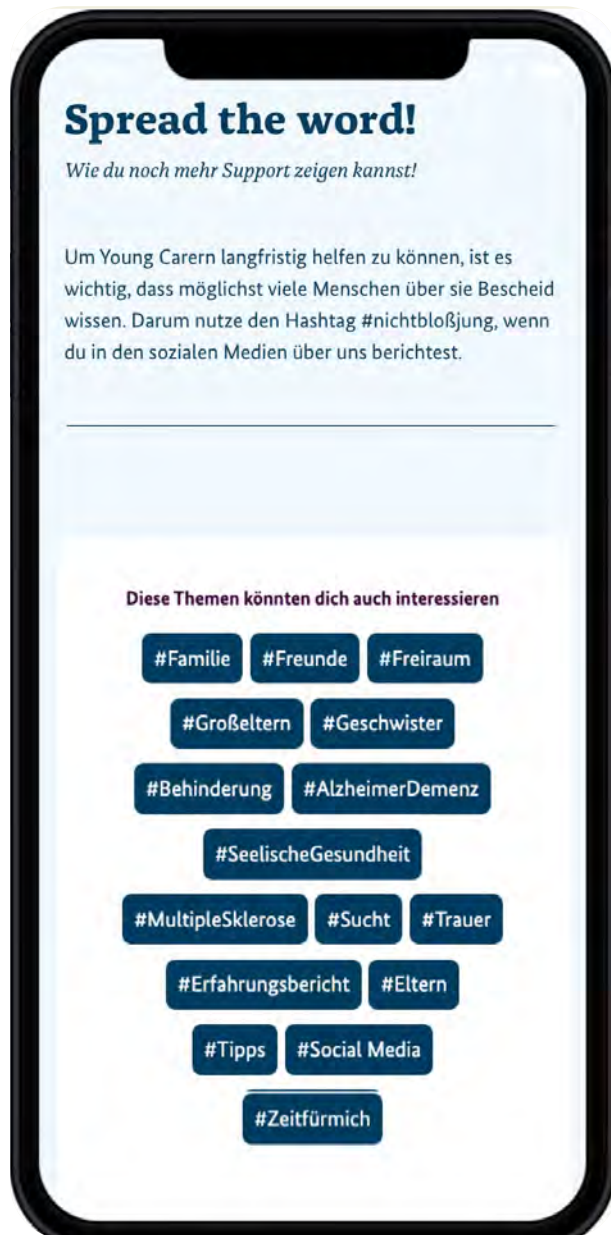 Spread the word!
Wie du noch mehr Support zeigen kannst!
Um Young Carern langfristig helfen zu können, ist es
wichtig, dass möglichst viele Menschen über sie Bescheid
wissen. Darum nutze den Hashtag #nichtbloßjung, wenn
du in den sozialen Medien über uns berichtest.
Diese Themen könnten dich auch interessieren
#Familie #Freunde #Freiraum
#Großeltern #Geschwister
#Behinderung #AlzheimerDemenz
#SeelischeGesundheit
#MultipleSklerose #Sucht #Trauer
#Erfahrungsbericht #Eltern
#Tipps #Social Media
#Zeitfürmich